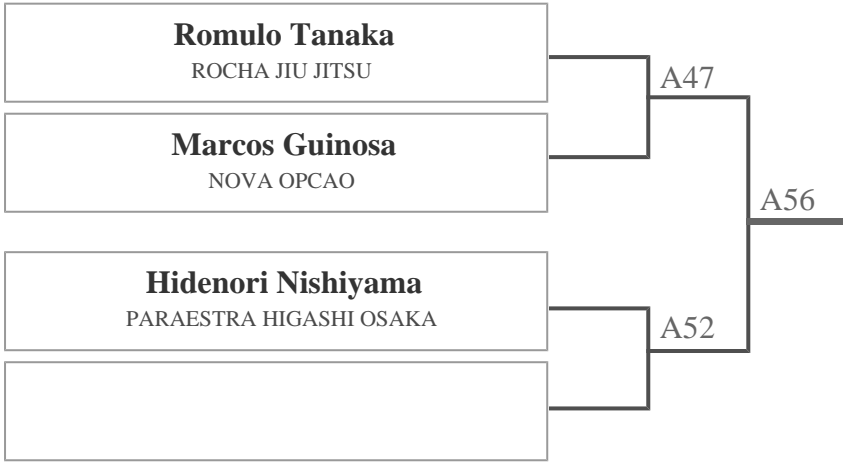 Romulo Tanaka
ROCHA JIU JITSU
A47
Marcos Guinosa
NOVA OPCAO
A56
Hidenori Nishiyama
PARAESTRA HIGASHI OSAKA
A52